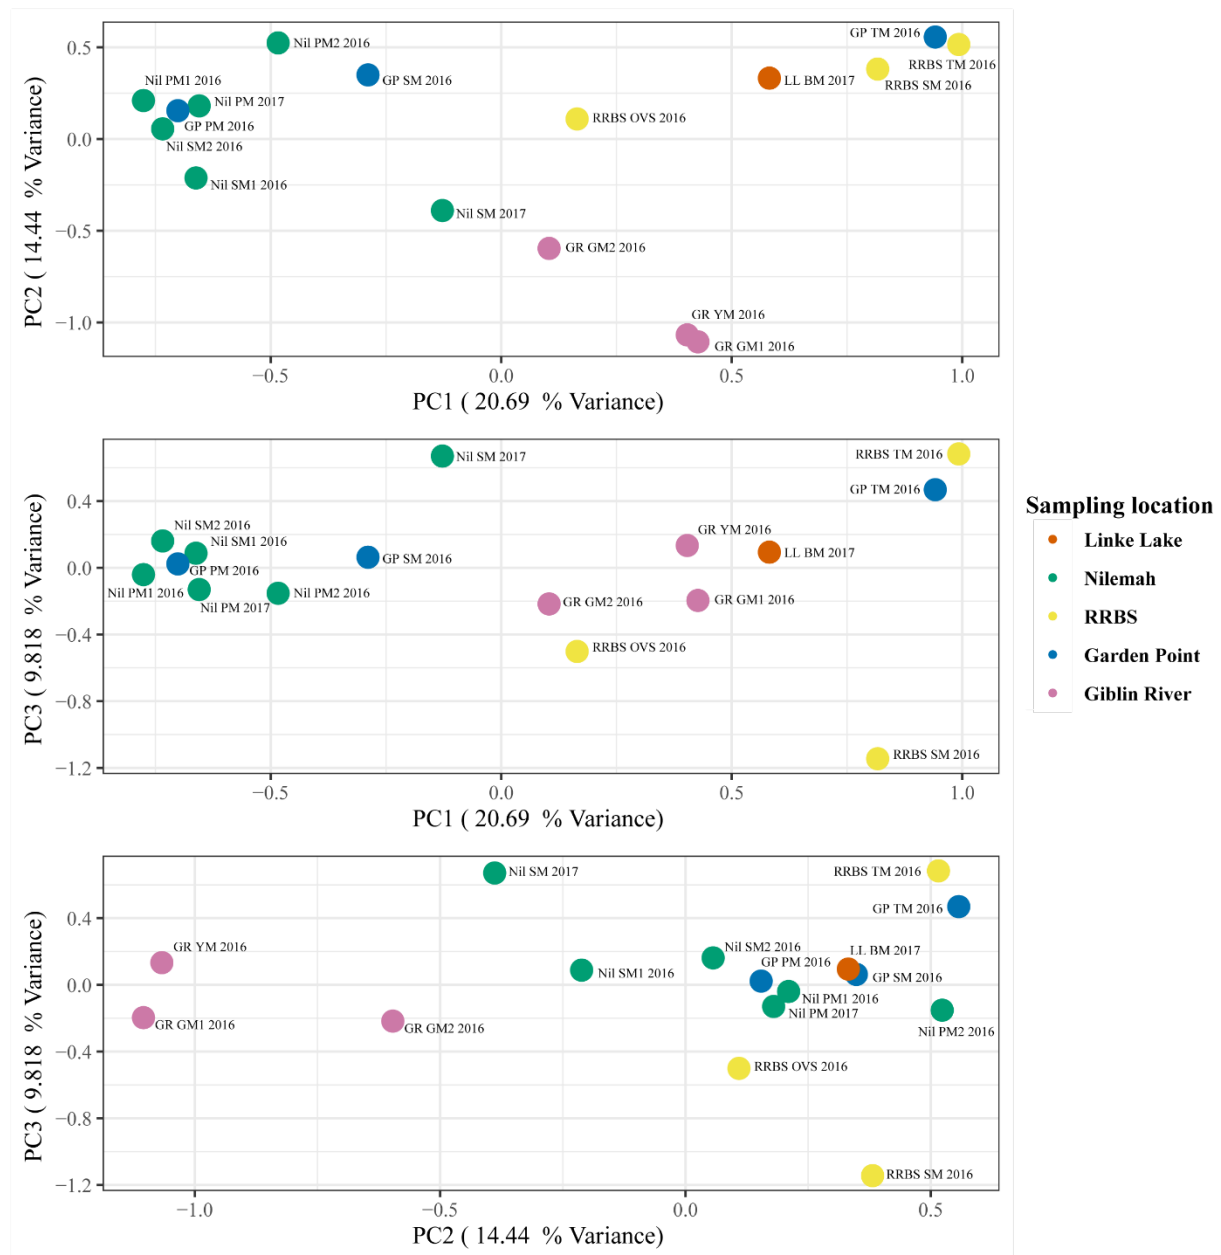 Nil PM2 2016
GP TM 2016
RRBS TM 2016
Nil PM1 2016
GP SM 2016
LL BM 2017
RRBS SM 2016
Nil PM 2017
RRBS OVS 2016
GP PM 2016
Nil SM2 2016
Nil SM1 2016
Nil SM 2017
GR GM2 2016
GR YM 2016
GR GM1 2016
0.5
0.0
−0.5
−1.0
PC2 ( 14.44 % Variance)
−0.5 0.0 0.5 1.0
PC1 ( 20.69 % Variance)
Nil SM 2017
RRBS TM 2016
GP TM 2016
Nil SM2 2016
GR YM 2016
Nil SM1 2016
LL BM 2017
GP SM 2016
GP PM 2016
Nil PM1 2016
Nil PM2 2016
Nil PM 2017
GR GM2 2016
GR GM1 2016
RRBS OVS 2016
RRBS SM 2016
0.4
0.0
−0.4
−0.8
−1.2
PC3 ( 9.818 % Variance)
−0.5 0.0 0.5 1.0
PC1 ( 20.69 % Variance)
Nil SM 2017
RRBS TM 2016
GP TM 2016
GR YM 2016
Nil SM2 2016
LL BM 2017
GP PM 2016
Nil SM1 2016
GP SM 2016
Nil PM1 2016
Nil PM 2017
GR GM1 2016
GR GM2 2016
Nil PM2 2016
RRBS OVS 2016
RRBS SM 2016
0.4
0.0
−0.4
−0.8
−1.2
PC3 ( 9.818 % Variance)
−1.0 −0.5 0.0 0.5
PC2 ( 14.44 % Variance)
Sampling location
Linke Lake
Nilemah
RRBS
Garden Point
Giblin River